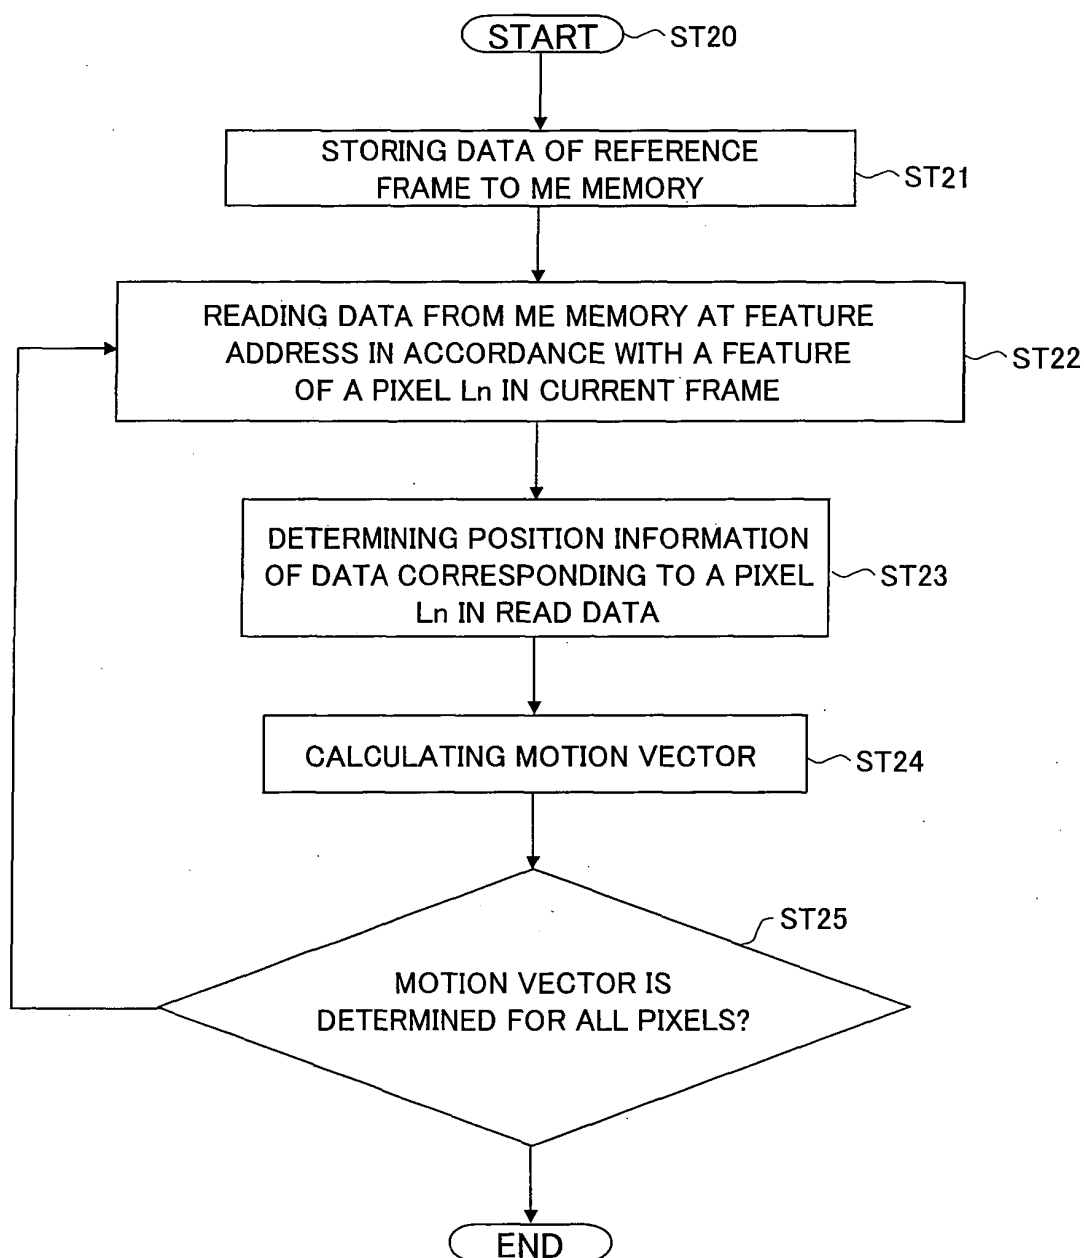 START
ST20
STORING DATA OF REFERENCE
FRAME TO ME MEMORY
ST21
READING DATA FROM ME MEMORY AT FEATURE
ADDRESS IN ACCORDANCE WITH A FEATURE
OF A PIXEL Ln IN CURRENT FRAME
ST22
DETERMINING POSITION INFORMATION
OF DATA CORRESPONDING TO A PIXEL
Ln IN READ DATA
ST23
CALCULATING MOTION VECTOR
ST24
ST25
MOTION VECTOR IS
DETERMINED FOR ALL PIXELS?
END